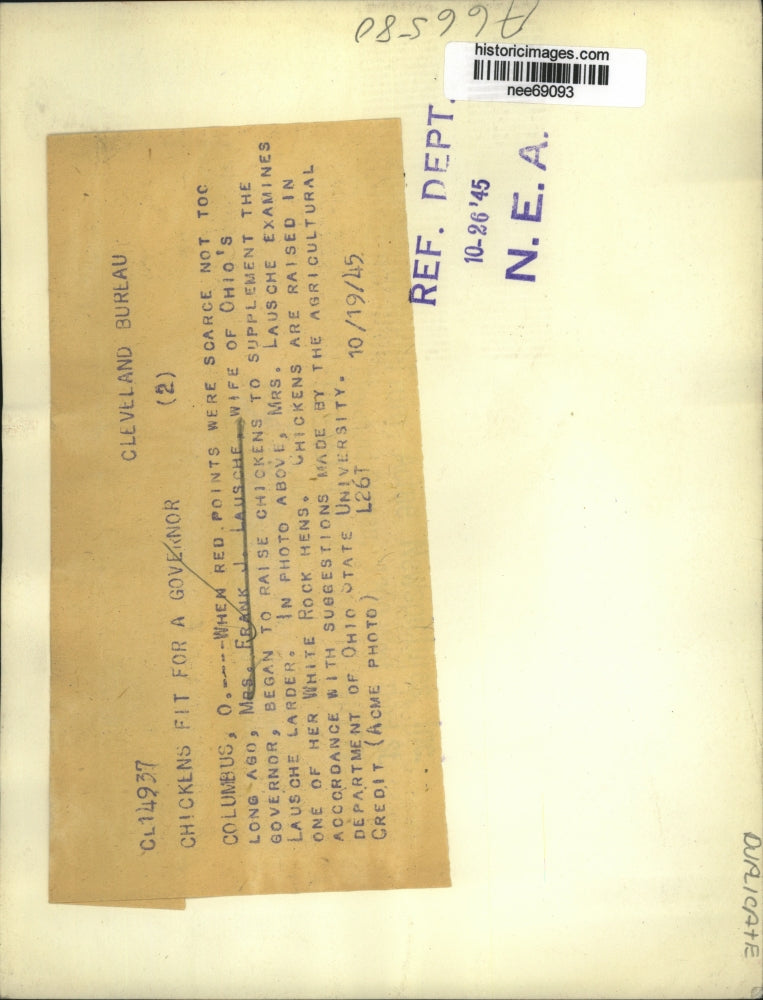 A66580
historicimages.com
nee69093
REF. DEPT.
10-26'45
N. E. A.
CLEVELAND BUREAU
CL14937
(2)
CHICKENS FIT FOR A GOVERNOR
COLUMBUS, O.----WHEN RED POINTS WERE SCARCE NOT TOO
LONG AGO, MRS. FRANK J. LAUSCHE, WIFE OF OHIO'S
GOVERNOR, BEGAN TO RAISE CHICKENS TO SUPPLEMENT THE
LAUSCHE LARDER. IN PHOTO ABOVE, MRS. LAUSCHE EXAMINES
ONE OF HER WHITE ROCK HENS. CHICKENS ARE RAISED IN
ACCORDANCE WITH SUGGESTIONS MADE BY THE AGRICULTURAL
DEPARTMENT OF OHIO STATE UNIVERSITY. 10/19/45
CREDIT (ACME PHOTO) L26T
DUPLICATE